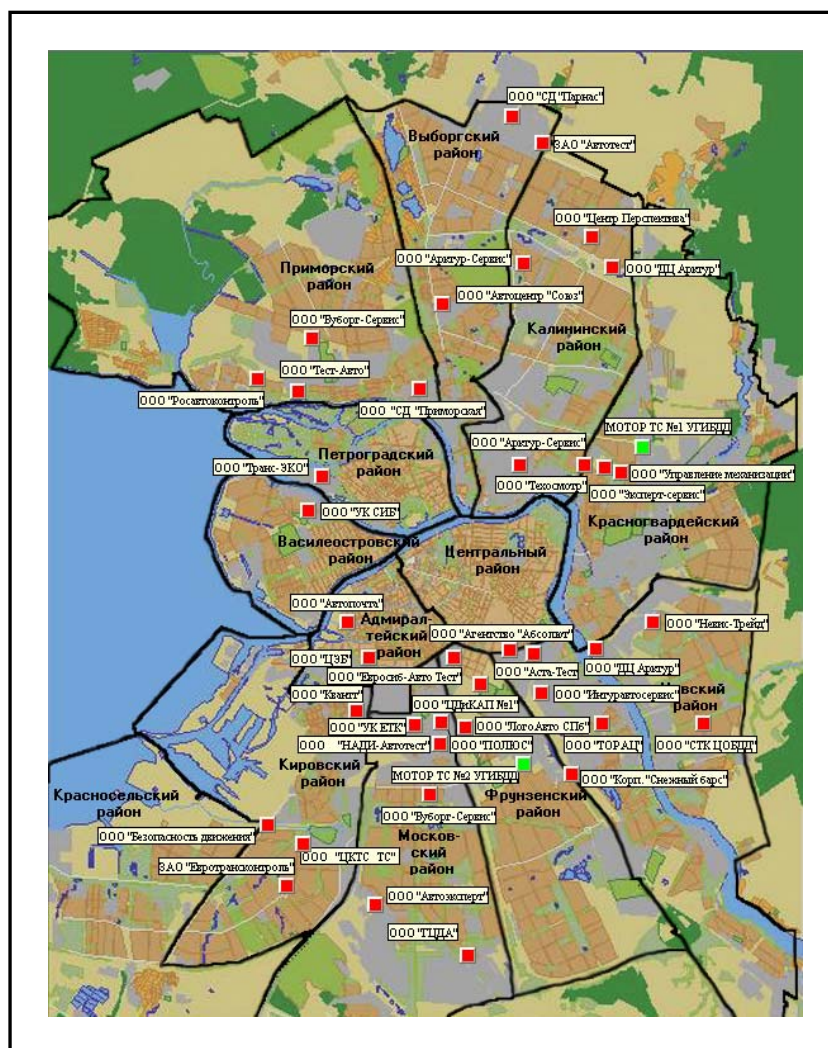 ООО "СД "Парнас"
Выборгский
район
ЗАО "Автотест"
ООО "Центр Перспектива"
ООО "Аритур-Сервис"
ООО "ДЦ Аритур"
Приморский
район
ООО "Автоцентр "Союз"
ООО "Вуборг-Сервис"
Калининский
район
ООО "Тест-Авто"
ООО "Росавтоконтроль"
ООО "СД "Приморская"
МОТОР ТС №1 УГИБДД
Петроградский
район
ООО "Аритур-Сервис"
ООО "Транс-ЭКО"
ООО "Техосмотр"
ООО "Управление механизации"
ООО "Эксперт-сервис"
ООО "УК СИБ"
Красногвардейский
район
Василеостровский
район
Центральный
район
ООО "Автопочта"
Адмирал-
тейский
район
ООО "Агентство "Абсолют"
ООО "Невис-Трейд"
ООО "ЦЭБ"
ООО "Евросиб-Авто Тест"
ООО "Аста-Тест"
ООО "ДЦ Аритур"
ООО "Квант"
ООО "ЦДиКАП №1"
ООО "Интуравтосервис"
Невский
район
ООО "УК ЕТК"
ООО "ЛогоАвто СПб"
ООО "ТОРАЦ"
ООО "СТК ЦОБДД"
ООО "НАДИ-Автотест"
ООО "ПОЛЮС"
Кировский
район
МОТОР ТС №2 УГИБДД
ООО "Корп. "Снежный барс"
Фрунзенский
район
Красносельский
район
ООО "Вуборг-Сервис"
ООО "Безопасность движения"
Москов-
ский
район
ООО "ЦКТС ТС"
ЗАО "Евротрансконтроль"
ООО "Автоэксперт"
ООО "ТЦДА"